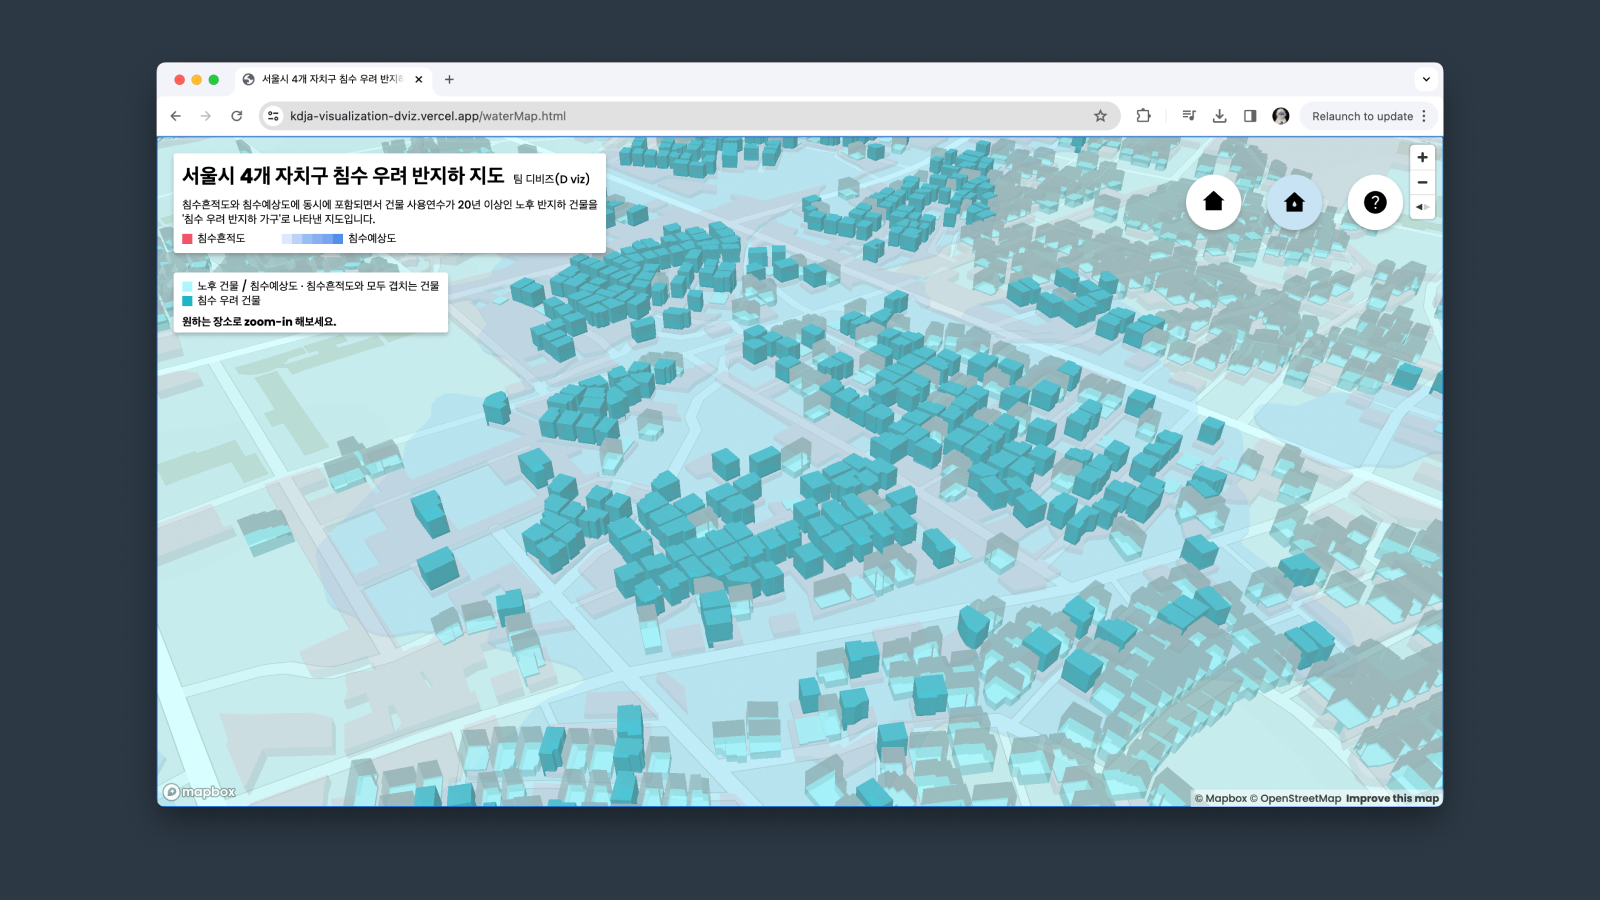 서울시 4개 자치구 침수 우려 반지하
kdja-visualization-dviz.vercel.app/waterMap.html
Relaunch to update
서울시 4개 자치구 침수 우려 반지하 지도 팀 디비즈(D viz)
침수흔적도와 침수예상도에 동시에 포함되면서 건물 사용연수가 20년 이상인 노후 반지하 건물을
'침수 우려 반지하 가구'로 나타낸 지도입니다.
침수흔적도 침수예상도
노후 건물 / 침수예상도 · 침수흔적도와 모두 겹치는 건물
침수 우려 건물
원하는 장소로 zoom-in 해보세요.
mapbox
© Mapbox © OpenStreetMap Improve this map